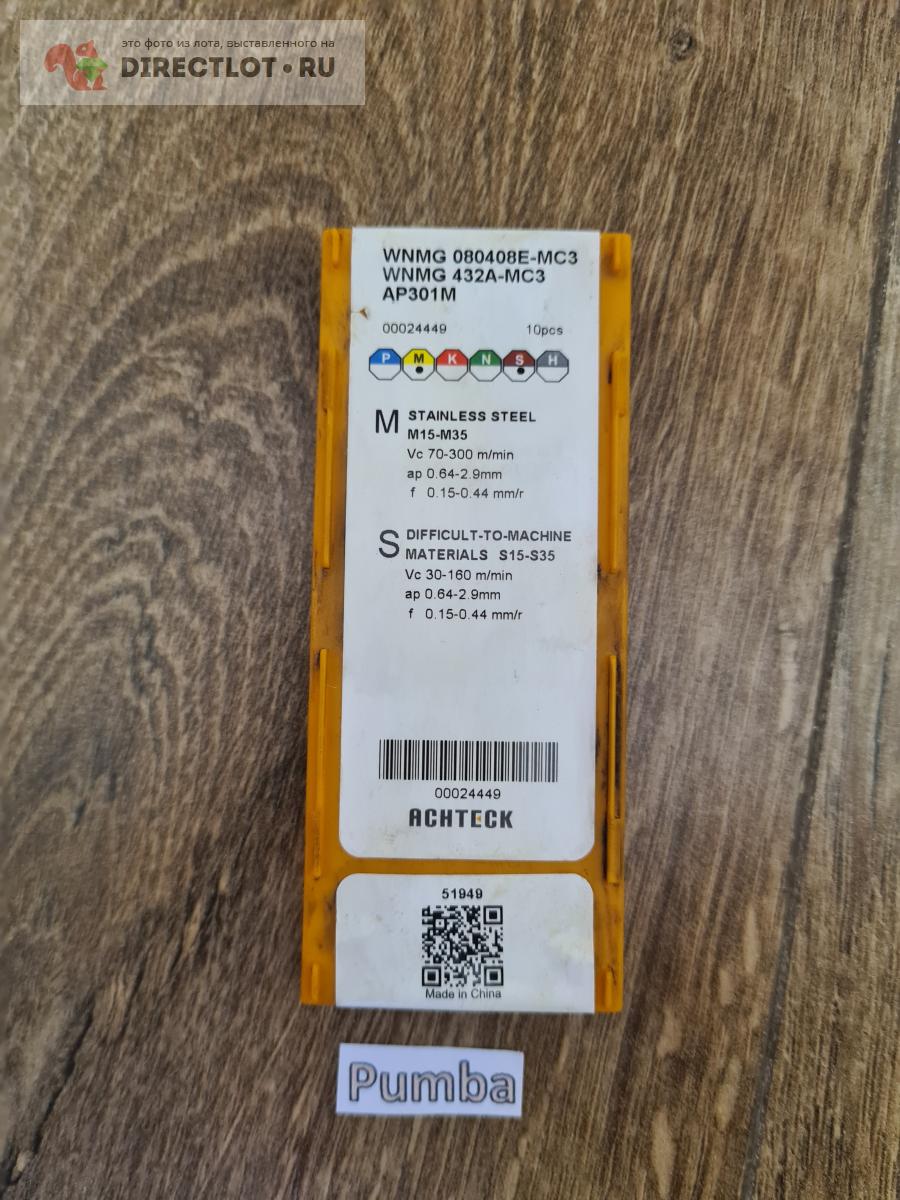 это фото из лота, выставленного на
DIRECTLOT.RU
WNMG 080408E-MC3
WNMG 432A-MC3
AP301M
00024449 10pcs
P M K N S H
M STAINLESS STEEL
M15-M35
Vc 70-300 m/min
ap 0.64-2.9mm
f 0.15-0.44 mm/r
S DIFFICULT-TO-MACHINE
MATERIALS S15-S35
Vc 30-160 m/min
ap 0.64-2.9mm
f 0.15-0.44 mm/r
00024449
ACHTECK
51949
Made in China
Pumba